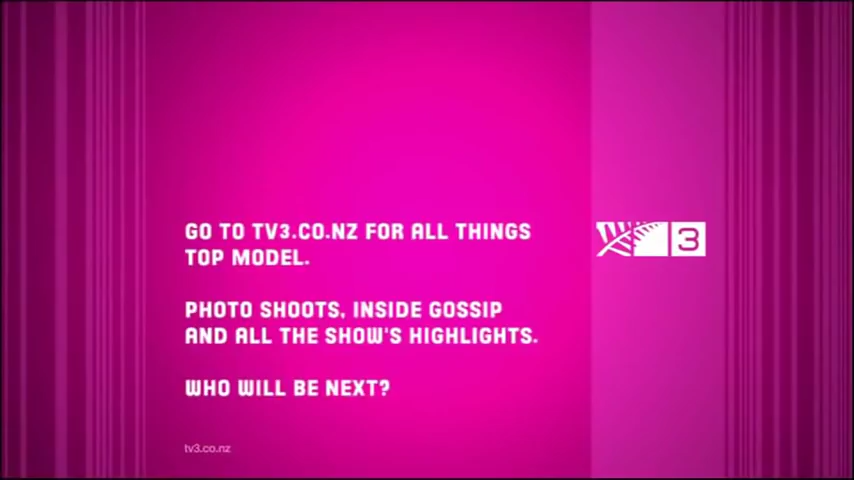 GO TO TV3.CO.NZ FOR ALL THINGS
TOP MODEL.
PHOTO SHOOTS, INSIDE GOSSIP
AND ALL THE SHOW'S HIGHLIGHTS.
WHO WILL BE NEXT?
tv3.co.nz
3